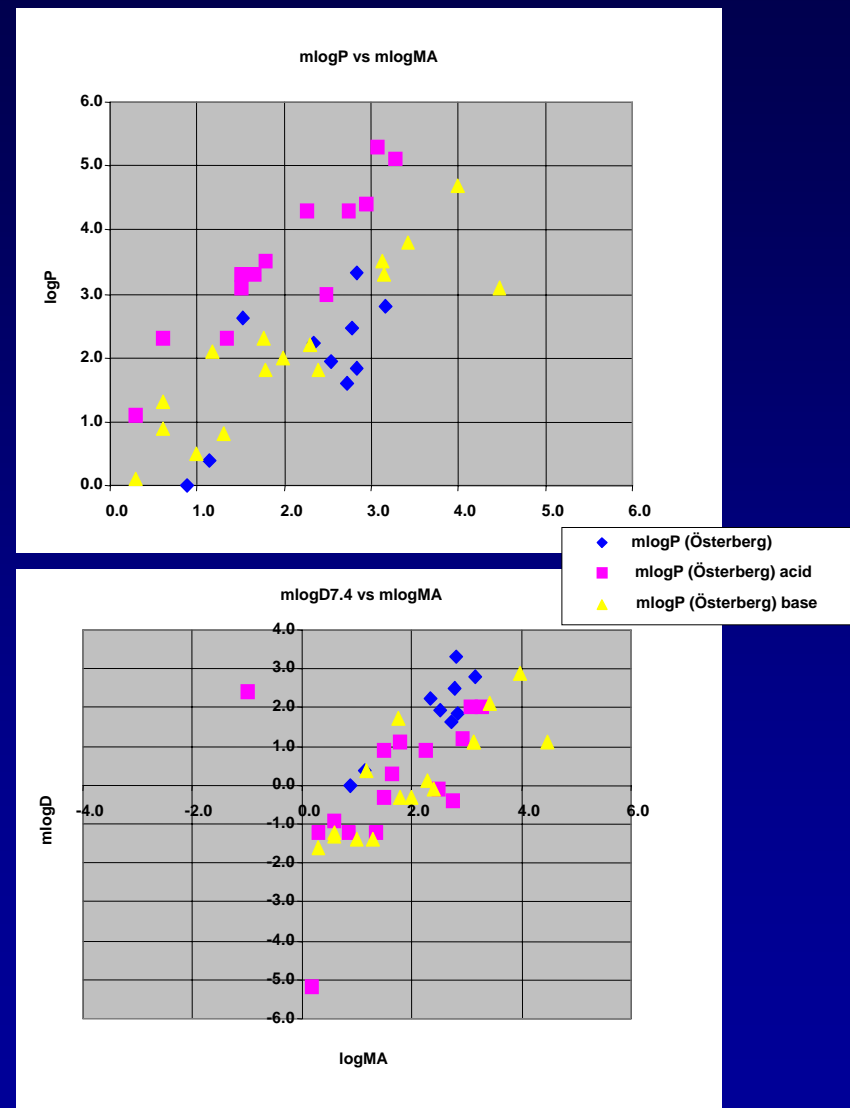 mlogP vs mlogMA
6.0
5.0
4.0
3.0
2.0
1.0
0.0
logP
0.0 1.0 2.0 3.0 4.0 5.0 6.0
mlogP (Österberg)
mlogP (Österberg) acid
mlogP (Österberg) base
mlogD7.4 vs mlogMA
4.0
3.0
2.0
1.0
0.0
-4.0 -2.0 0.0 2.0 4.0 6.0
-1.0
-2.0
-3.0
-4.0
-5.0
-6.0
mlogD
logMA